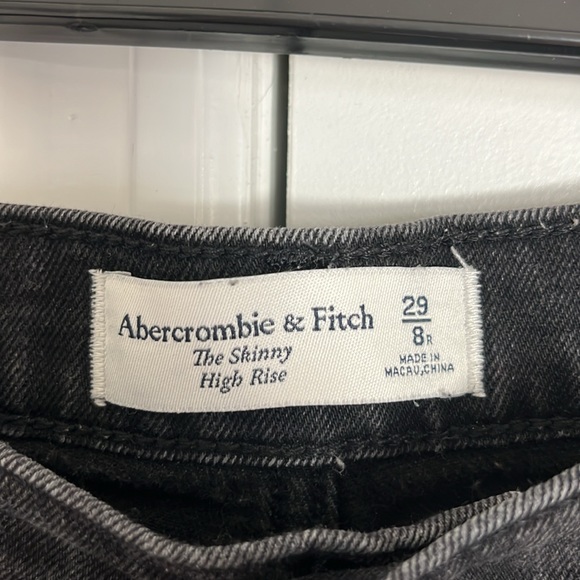 Abercrombie & Fitch
The Skinny
High Rise
29
8R
MADE IN
MACAU,CHINA